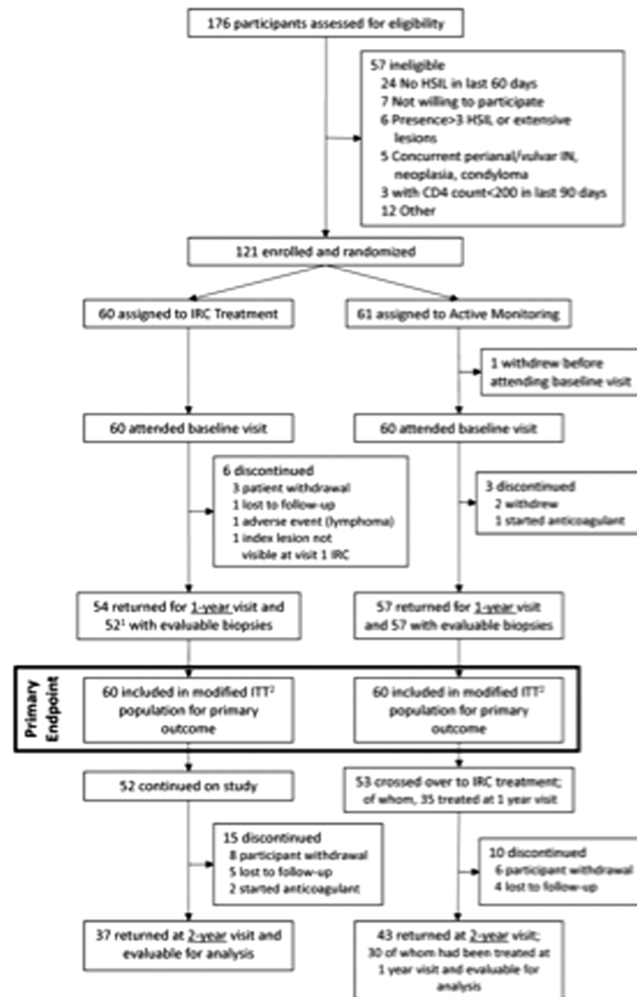 176 participants assessed for eligibility
57 ineligible
24 No HSIL in last 60 days
7 Not willing to participate
6 Presence>3 HSIL or extensive
lesions
5 Concurrent perianal/vulvar IN,
neoplasia, condyloma
3 with CD4 count<200 in last 90 days
12 Other
121 enrolled and randomized
60 assigned to IRC Treatment
61 assigned to Active Monitoring
1 withdrew before
attending baseline visit
60 attended baseline visit
60 attended baseline visit
6 discontinued
3 patient withdrawal
1 lost to follow-up
1 adverse event (lymphoma)
1 index lesion not
visible at visit 1 IRC
3 discontinued
2 withdrew
1 started anticoagulant
54 returned for 1-year visit and
52¹ with evaluable biopsies
57 returned for 1-year visit
and 57 with evaluable biopsies
Primary
Endpoint
60 included in modified ITT²
population for primary
outcome
60 included in modified ITT²
population for primary
outcome
52 continued on study
53 crossed over to IRC treatment;
of whom, 35 treated at 1 year visit
15 discontinued
8 participant withdrawal
5 lost to follow-up
2 started anticoagulant
10 discontinued
6 participant withdrawal
4 lost to follow-up
37 returned at 2-year visit and
evaluable for analysis
43 returned at 2-year visit;
30 of whom had been treated at
1 year visit and evaluable for
analysis